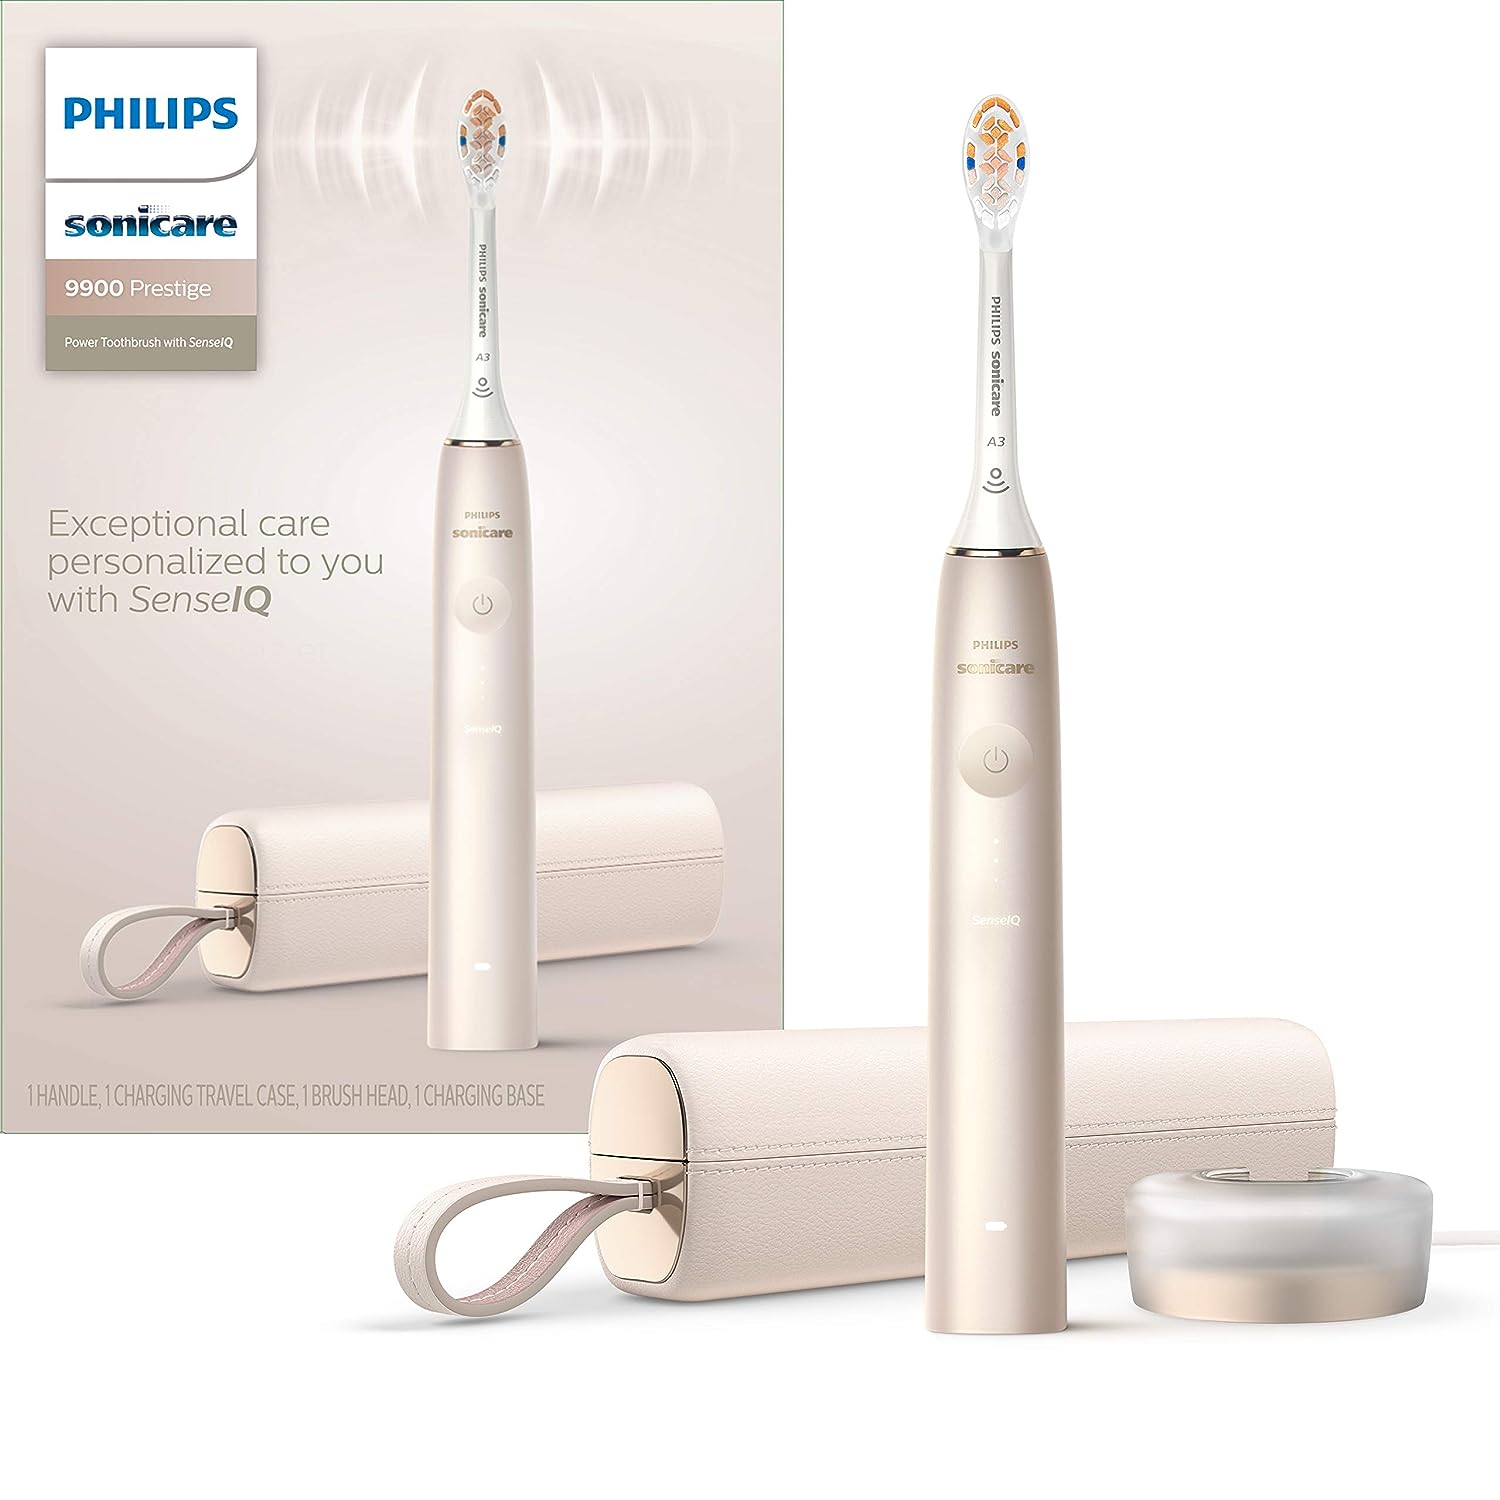 PHILIPS
sonicare
9900 Prestige
Power Toothbrush with SenseIQ
Exceptional care
personalized to you
with SenseIQ
PHILIPS sonicare
A3
PHILIPS
sonicare
SenseIQ
1 HANDLE, 1 CHARGING TRAVEL CASE, 1 BRUSH HEAD, 1 CHARGING BASE
PHILIPS sonicare
A3
PHILIPS
sonicare
SenseIQ